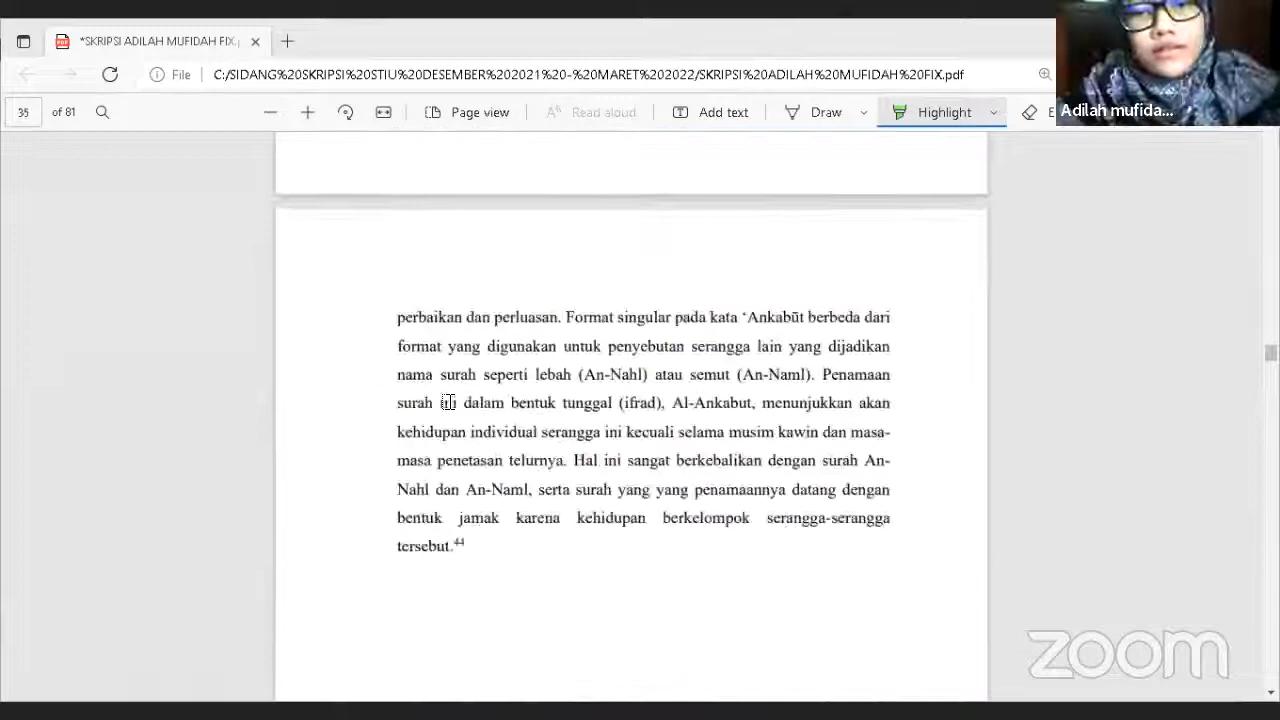 *SKRIPSI ADILAH MUFIDAH FIX.
File C:/SIDANG%20SKRIPSI%20STIU%20DESEMBER%202021%20-%20MARET%202022/SKRIPSI%20ADILAH%20MUFIDAH%20FIX.pdf
35 of 81 Page view Read aloud Add text Draw Highlight
Adilah mufida...
perbaikan dan perluasan. Format singular pada kata ‘Ankabūt berbeda dari
format yang digunakan untuk penyebutan serangga lain yang dijadikan
nama surah seperti lebah (An-Nahl) atau semut (An-Naml). Penamaan
surah dalam bentuk tunggal (ifrad), Al-Ankabut, menunjukkan akan
kehidupan individual serangga ini kecuali selama musim kawin dan masa-
masa penetasan telurnya. Hal ini sangat berkebalikan dengan surah An-
Nahl dan An-Naml, serta surah yang yang penamaannya datang dengan
bentuk jamak karena kehidupan berkelompok serangga-serangga
tersebut.44
zoom